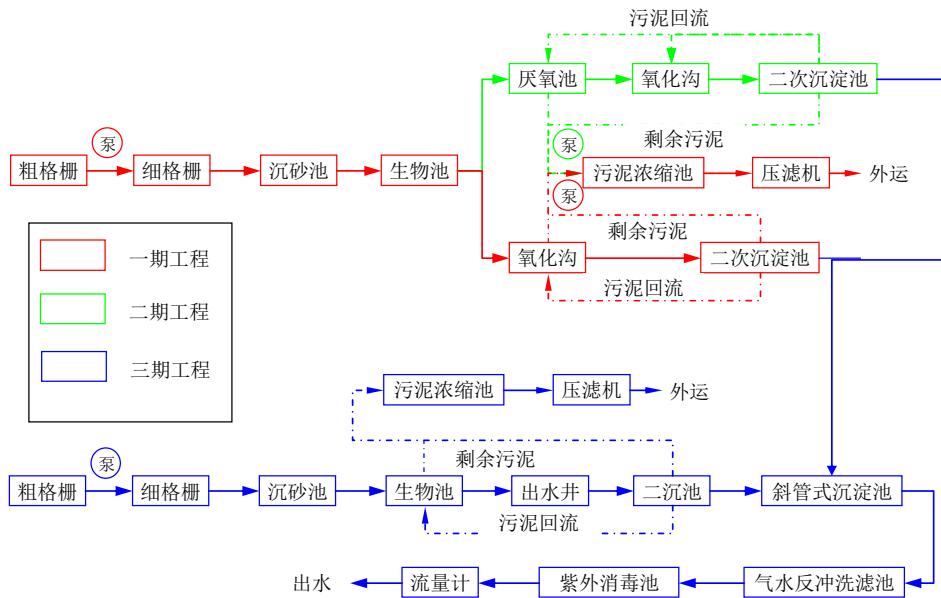 污泥回流
厌氧池
氧化沟
二次沉淀池
泵
泵
剩余污泥
粗格栅
细格栅
沉砂池
生物池
污泥浓缩池
压滤机
外运
泵
剩余污泥
一期工程
氧化沟
二次沉淀池
污泥回流
二期工程
三期工程
污泥浓缩池
压滤机
外运
泵
剩余污泥
粗格栅
细格栅
沉砂池
生物池
出水井
二沉池
斜管式沉淀池
污泥回流
出水
流量计
紫外消毒池
气水反冲洗滤池